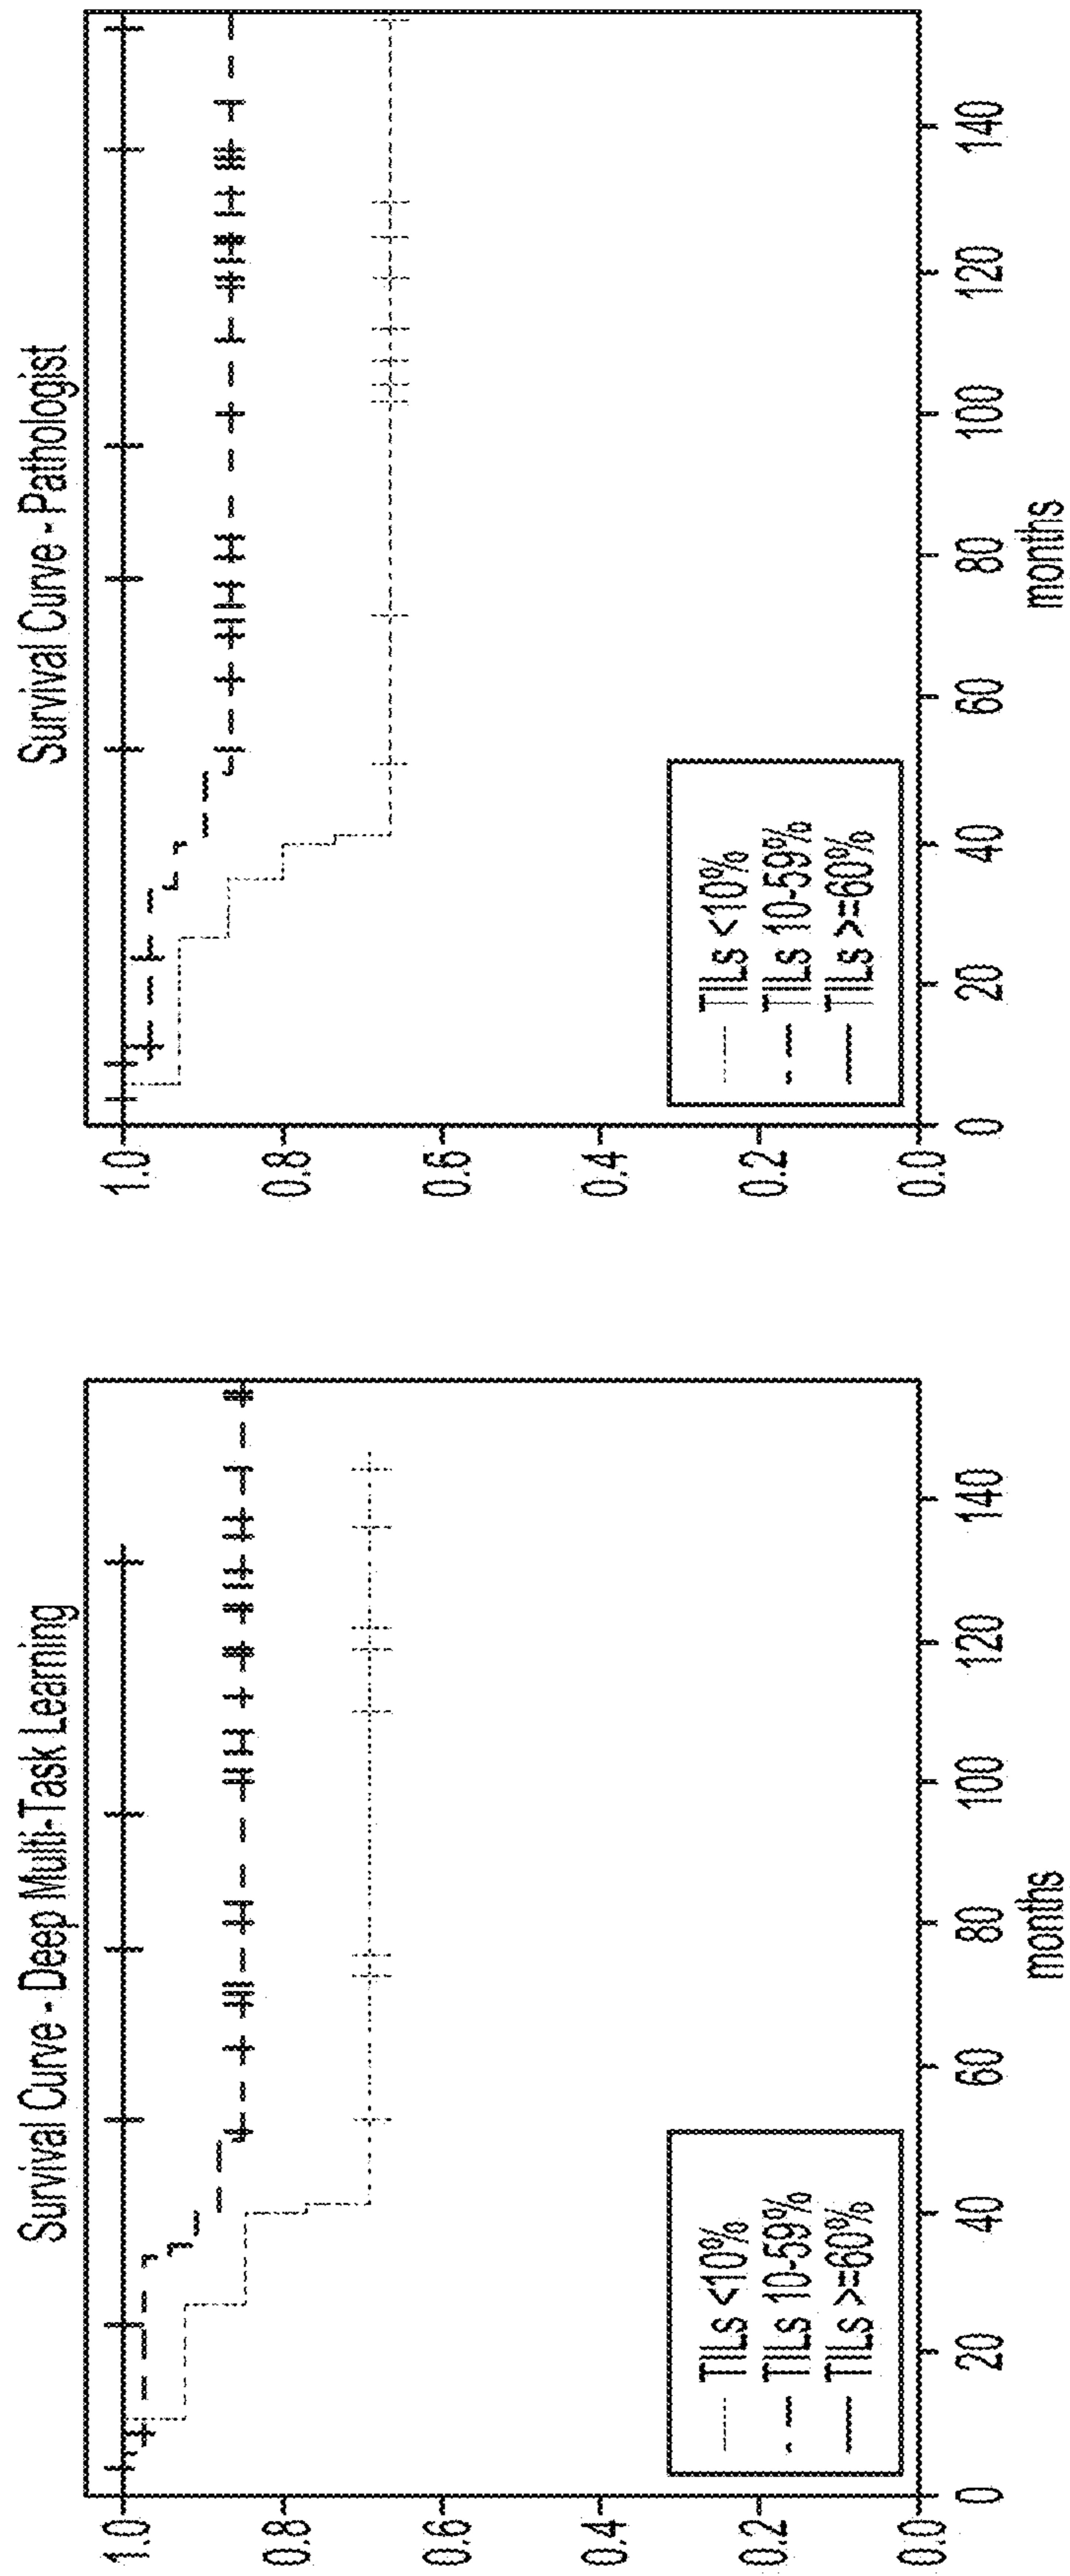 Survival Curve - Deep Multi-Task Learning
1.0
0.8
0.6
0.4
0.2
0.0
TILs <10%
TILs 10-59%
TILs >=60%
0 20 40 60 80 100 120 140
months
Survival Curve - Pathologist
1.0
0.8
0.6
0.4
0.2
0.0
TILs <10%
TILs 10-59%
TILs >=60%
0 20 40 60 80 100 120 140
months